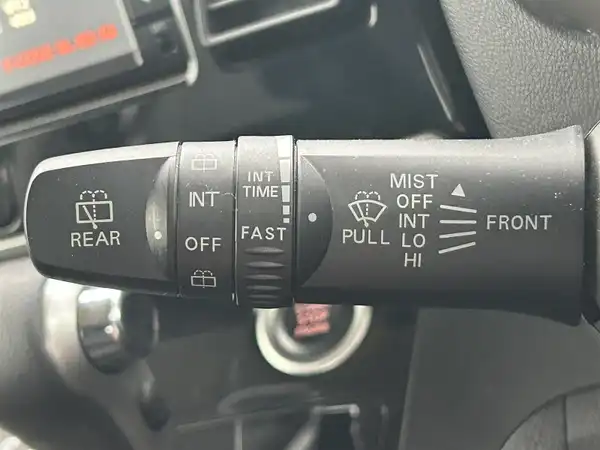 REAR
INT
OFF
INT
TIME
FAST
PULL
MIST
OFF
INT
LO
HI
FRONT